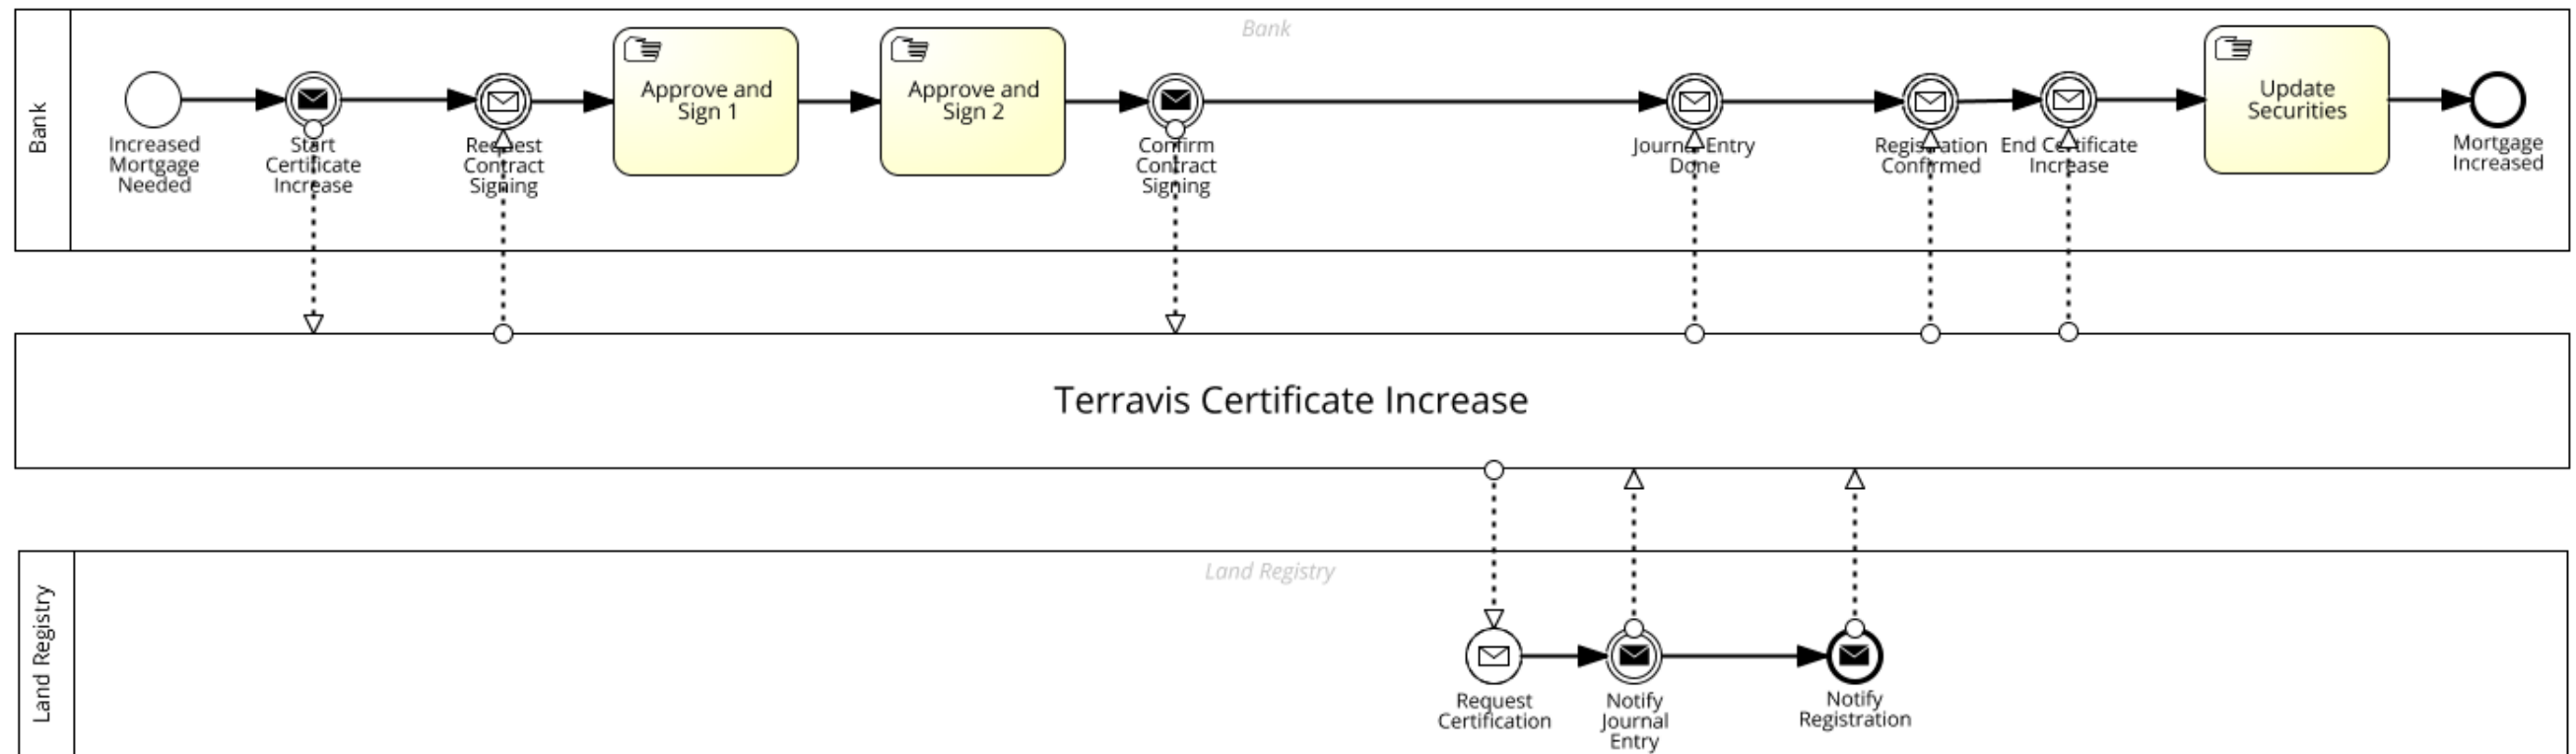 Bank
Bank
Increased
Mortgage
Needed
Start
Certificate
Increase
Request
Contract
Signing
Approve and
Sign 1
Approve and
Sign 2
Confirm
Contract
Signing
Journal Entry
Done
Registration
Confirmed
End Certificate
Increase
Update
Securities
Mortgage
Increased
Terravis Certificate Increase
Land Registry
Land Registry
Request
Certification
Notify
Journal
Entry
Notify
Registration